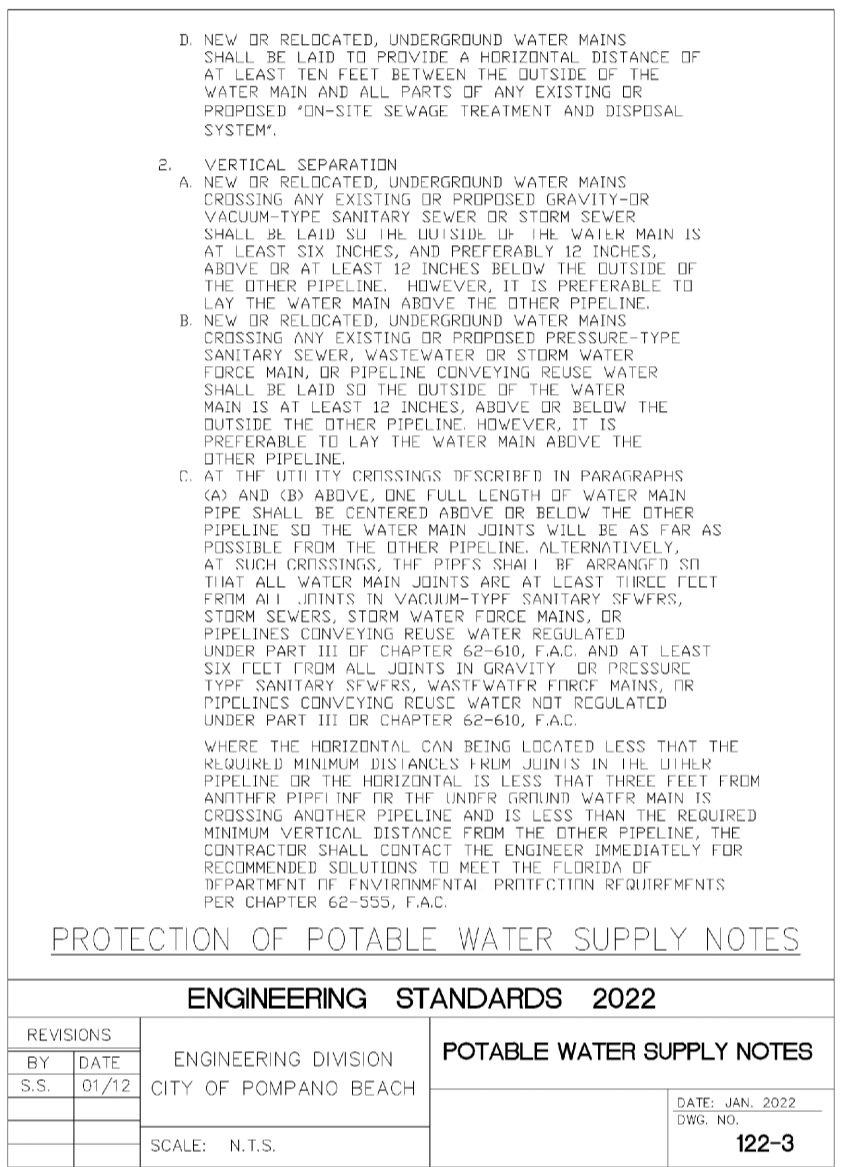 D. NEW OR RELOCATED, UNDERGROUND WATER MAINS
SHALL BE LAID TO PROVIDE A HORIZONTAL DISTANCE OF
AT LEAST TEN FEET BETWEEN THE OUTSIDE OF THE
WATER MAIN AND ALL PARTS OF ANY EXISTING OR
PROPOSED "ON-SITE SEWAGE TREATMENT AND DISPOSAL
SYSTEM".
2. VERTICAL SEPARATION
A. NEW OR RELOCATED, UNDERGROUND WATER MAINS
CROSSING ANY EXISTING OR PROPOSED GRAVITY-OR
VACUUM-TYPE SANITARY SEWER OR STORM SEWER
SHALL BE LAID SO THE OUTSIDE OF THE WATER MAIN IS
AT LEAST SIX INCHES, AND PREFERABLY 12 INCHES,
ABOVE OR AT LEAST 12 INCHES BELOW THE OUTSIDE OF
THE OTHER PIPELINE. HOWEVER, IT IS PREFERABLE TO
LAY THE WATER MAIN ABOVE THE OTHER PIPELINE.
B. NEW OR RELOCATED, UNDERGROUND WATER MAINS
CROSSING ANY EXISTING OR PROPOSED PRESSURE-TYPE
SANITARY SEWER, WASTEWATER OR STORM WATER
FORCE MAIN, OR PIPELINE CONVEYING REUSE WATER
SHALL BE LAID SO THE OUTSIDE OF THE WATER
MAIN IS AT LEAST 12 INCHES, ABOVE OR BELOW THE
OUTSIDE THE OTHER PIPELINE. HOWEVER, IT IS
PREFERABLE TO LAY THE WATER MAIN ABOVE THE
OTHER PIPELINE.
C. AT THE UTILITY CROSSINGS DESCRIBED IN PARAGRAPHS
(A) AND (B) ABOVE, ONE FULL LENGTH OF WATER MAIN
PIPE SHALL BE CENTERED ABOVE OR BELOW THE OTHER
PIPELINE SO THE WATER MAIN JOINTS WILL BE AS FAR AS
POSSIBLE FROM THE OTHER PIPELINE. ALTERNATIVELY,
AT SUCH CROSSINGS, THE PIPES SHALL BE ARRANGED SO
THAT ALL WATER MAIN JOINTS ARE AT LEAST THREE FEET
FROM ALL JOINTS IN VACUUM-TYPE SANITARY SEWERS,
STORM SEWERS, STORM WATER FORCE MAINS, OR
PIPELINES CONVEYING REUSE WATER REGULATED
UNDER PART III OF CHAPTER 62-610, F.A.C. AND AT LEAST
SIX FEET FROM ALL JOINTS IN GRAVITY OR PRESSURE
TYPE SANITARY SEWERS, WASTEWATER FORCE MAINS, OR
PIPELINES CONVEYING REUSE WATER NOT REGULATED
UNDER PART III OR CHAPTER 62-610, F.A.C.
WHERE THE HORIZONTAL CAN BEING LOCATED LESS THAT THE
REQUIRED MINIMUM DISTANCES FROM JOINTS IN THE OTHER
PIPELINE OR THE HORIZONTAL IS LESS THAT THREE FEET FROM
ANOTHER PIPELINE OR THE UNDER GROUND WATER MAIN IS
CROSSING ANOTHER PIPELINE AND IS LESS THAN THE REQUIRED
MINIMUM VERTICAL DISTANCE FROM THE OTHER PIPELINE, THE
CONTRACTOR SHALL CONTACT THE ENGINEER IMMEDIATELY FOR
RECOMMENDED SOLUTIONS TO MEET THE FLORIDA OF
DEPARTMENT OF ENVIRONMENTAL PROTECTION REQUIREMENTS
PER CHAPTER 62-555, F.A.C.
PROTECTION OF POTABLE WATER SUPPLY NOTES
ENGINEERING STANDARDS 2022
REVISIONS
BY DATE
S.S. 01/12
ENGINEERING DIVISION
CITY OF POMPANO BEACH
SCALE: N.T.S.
POTABLE WATER SUPPLY NOTES
DATE: JAN. 2022
DWG. NO.
122-3